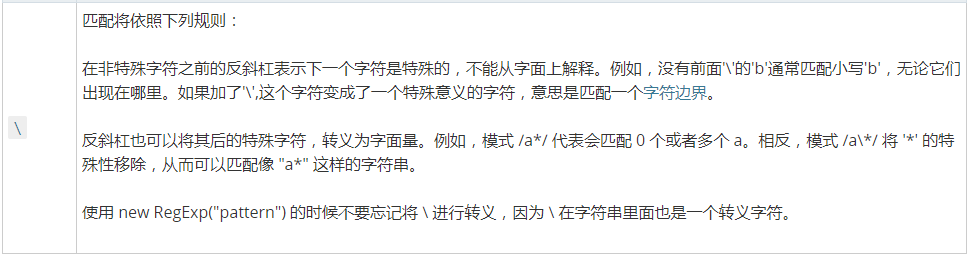 匹配将依照下列规则：
在非特殊字符之前的反斜杠表示下一个字符是特殊的，不能从字面上解释。例如，没有前面'\'的'b'通常匹配小写'b'，无论它们
出现在哪里。如果加了'\',这个字符变成了一个特殊意义的字符，意思是匹配一个字符边界。
\
反斜杠也可以将其后的特殊字符，转义为字面量。例如，模式 /a*/ 代表会匹配 0 个或者多个 a。相反，模式 /a\*/ 将 '*' 的特
殊性移除，从而可以匹配像 "a*" 这样的字符串。
使用 new RegExp("pattern") 的时候不要忘记将 \ 进行转义，因为 \ 在字符串里面也是一个转义字符。